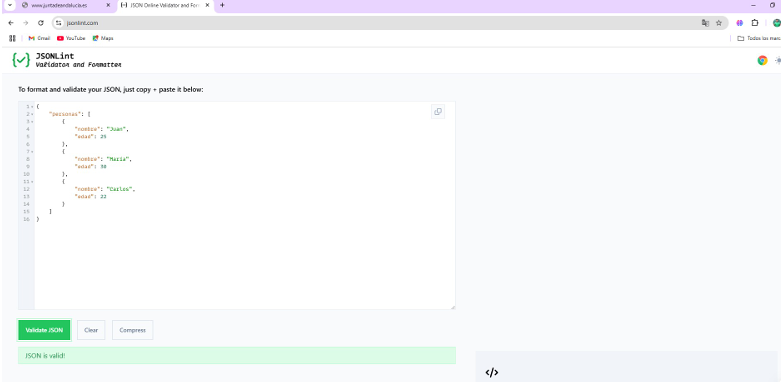 www.juntadeandalucia.es
JSON Online Validator and For
jsonlint.com
Gmail YouTube Maps
Todos los marc
JSONLint
Validator and Formatter
To format and validate your JSON, just copy + paste it below:
1 {
2 "personas": [
3 {
4 "nombre": "Juan",
5 "edad": 25
6 },
7 {
8 "nombre": "María",
9 "edad": 30
10 },
11 {
12 "nombre": "Carlos",
13 "edad": 22
14 }
15 ]
16 }
Validate JSON Clear Compress
JSON is valid!
</>